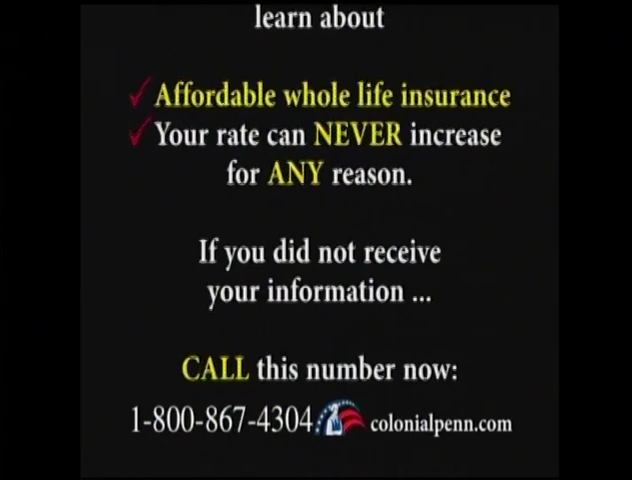 learn about
✓ Affordable whole life insurance
✓ Your rate can NEVER increase
for ANY reason.
If you did not receive
your information ...
CALL this number now:
1-800-867-4304 colonialpenn.com